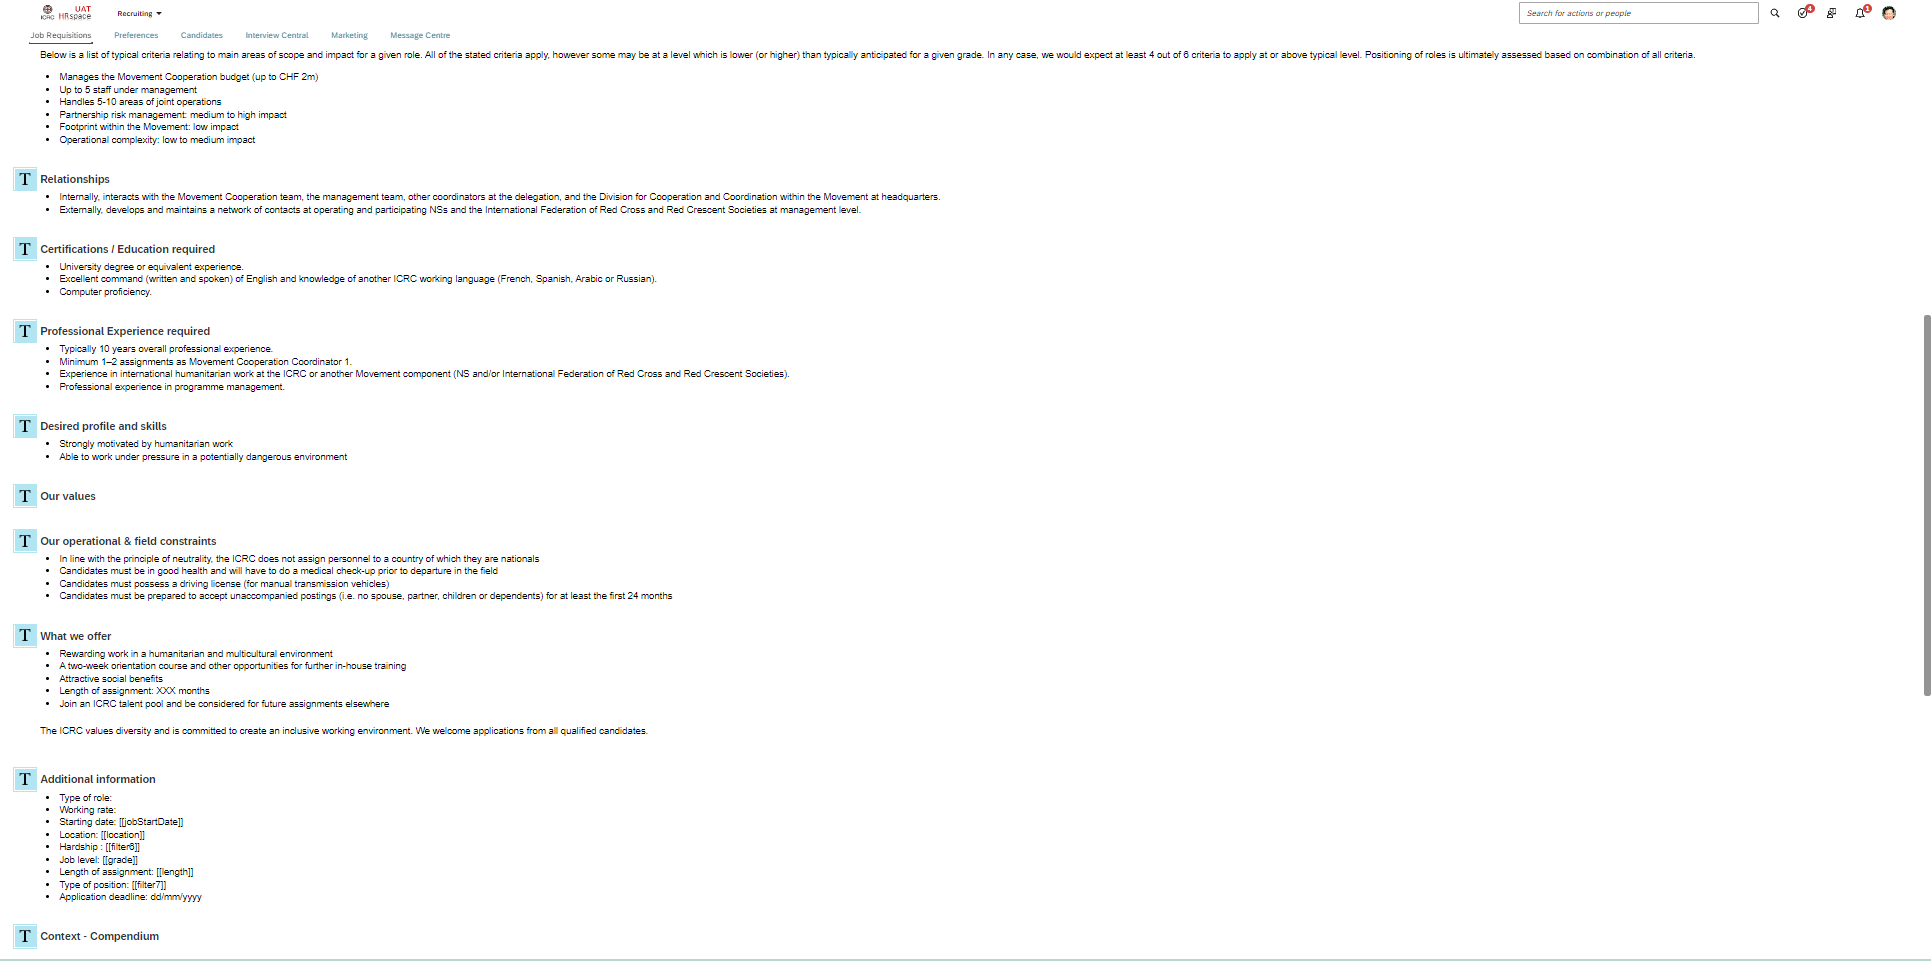 ICRC UAT HRspace Recruiting Search for actions or people 4 1
Job Requisitions Preferences Candidates Interview Central Marketing Message Centre
Below is a list of typical criteria relating to main areas of scope and impact for a given role. All of the stated criteria apply, however some may be at a level which is lower (or higher) than typically anticipated for a given grade. In any case, we would expect at least 4 out of 6 criteria to apply at or above typical level. Positioning of roles is ultimately assessed based on combination of all criteria.
• Manages the Movement Cooperation budget (up to CHF 2m)
• Up to 5 staff under management
• Handles 5-10 areas of joint operations
• Partnership risk management: medium to high impact
• Footprint within the Movement: low impact
• Operational complexity: low to medium impact
T Relationships
• Internally, interacts with the Movement Cooperation team, the management team, other coordinators at the delegation, and the Division for Cooperation and Coordination within the Movement at headquarters.
• Externally, develops and maintains a network of contacts at operating and participating NSs and the International Federation of Red Cross and Red Crescent Societies at management level.
T Certifications / Education required
• University degree or equivalent experience.
• Excellent command (written and spoken) of English and knowledge of another ICRC working language (French, Spanish, Arabic or Russian).
• Computer proficiency.
T Professional Experience required
• Typically 10 years overall professional experience.
• Minimum 1–2 assignments as Movement Cooperation Coordinator 1.
• Experience in international humanitarian work at the ICRC or another Movement component (NS and/or International Federation of Red Cross and Red Crescent Societies).
• Professional experience in programme management.
T Desired profile and skills
• Strongly motivated by humanitarian work
• Able to work under pressure in a potentially dangerous environment
T Our values
T Our operational & field constraints
• In line with the principle of neutrality, the ICRC does not assign personnel to a country of which they are nationals
• Candidates must be in good health and will have to do a medical check-up prior to departure in the field
• Candidates must possess a driving license (for manual transmission vehicles)
• Candidates must be prepared to accept unaccompanied postings (i.e. no spouse, partner, children or dependents) for at least the first 24 months
T What we offer
• Rewarding work in a humanitarian and multicultural environment
• A two-week orientation course and other opportunities for further in-house training
• Attractive social benefits
• Length of assignment: XXX months
• Join an ICRC talent pool and be considered for future assignments elsewhere
The ICRC values diversity and is committed to create an inclusive working environment. We welcome applications from all qualified candidates.
T Additional information
• Type of role:
• Working rate:
• Starting date: [[jobStartDate]]
• Location: [[location]]
• Hardship : [[filter6]]
• Job level: [[grade]]
• Length of assignment: [[length]]
• Type of position: [[filter7]]
• Application deadline: dd/mm/yyyy
T Context - Compendium